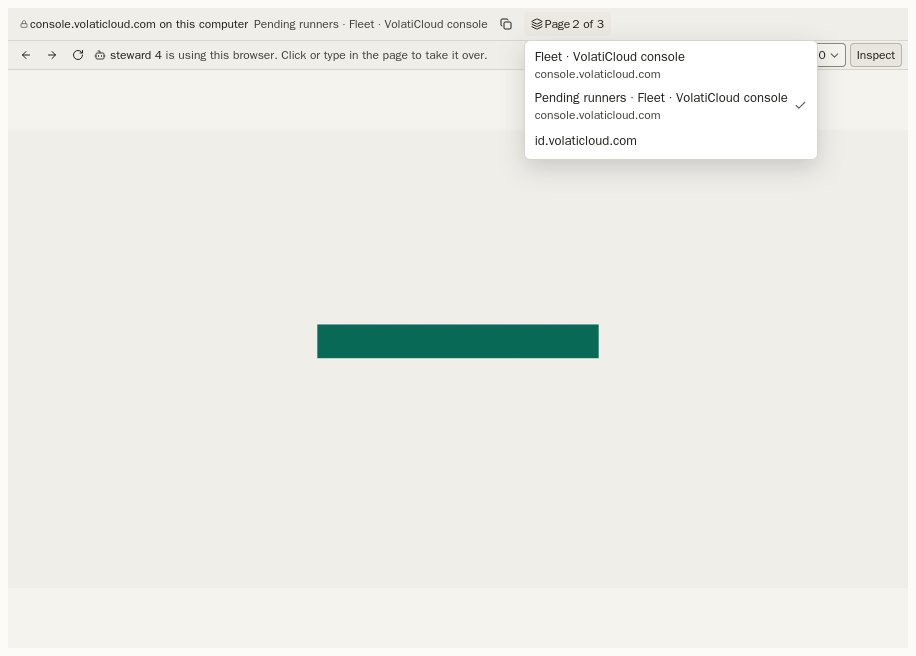 console.volaticloud.com on this computer Pending runners · Fleet · VolatiCloud console Page 2 of 3
steward 4 is using this browser. Click or type in the page to take it over. 0 Inspect
Fleet · VolatiCloud console
console.volaticloud.com
Pending runners · Fleet · VolatiCloud console
console.volaticloud.com
id.volaticloud.com